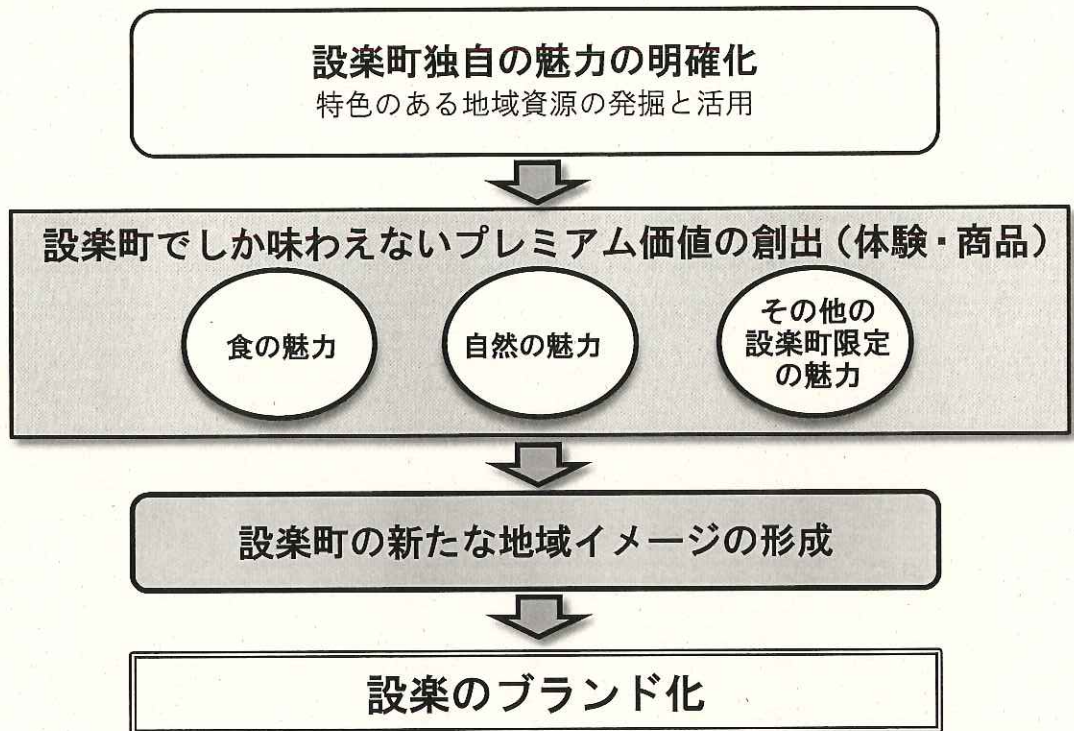 設楽町独自の魅力の明確化
特色のある地域資源の発掘と活用
設楽町でしか味わえないプレミアム価値の創出(体験・商品)
食の魅力
自然の魅力
その他の
設楽町限定
の魅力
設楽町の新たな地域イメージの形成
設楽のブランド化